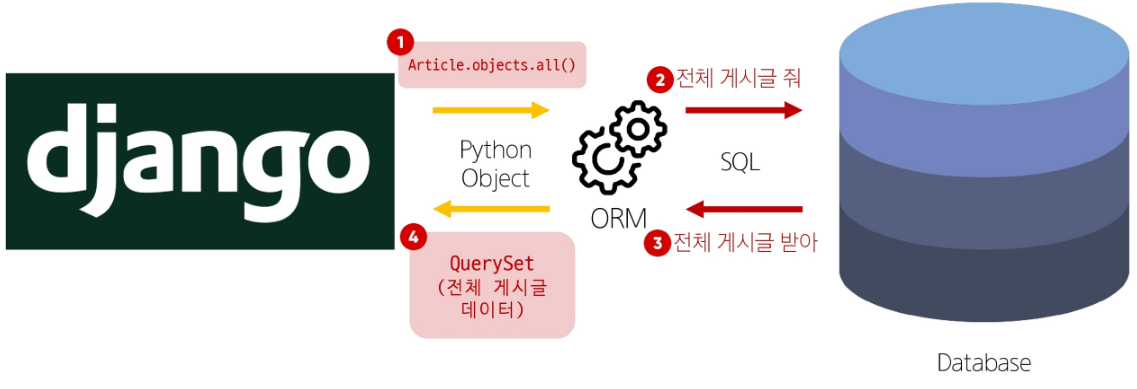 django
1
Article.objects.all()
Python
Object
4
QuerySet
(전체 게시글
데이터)
ORM
2 전체 게시글 줘
SQL
3 전체 게시글 받아
Database